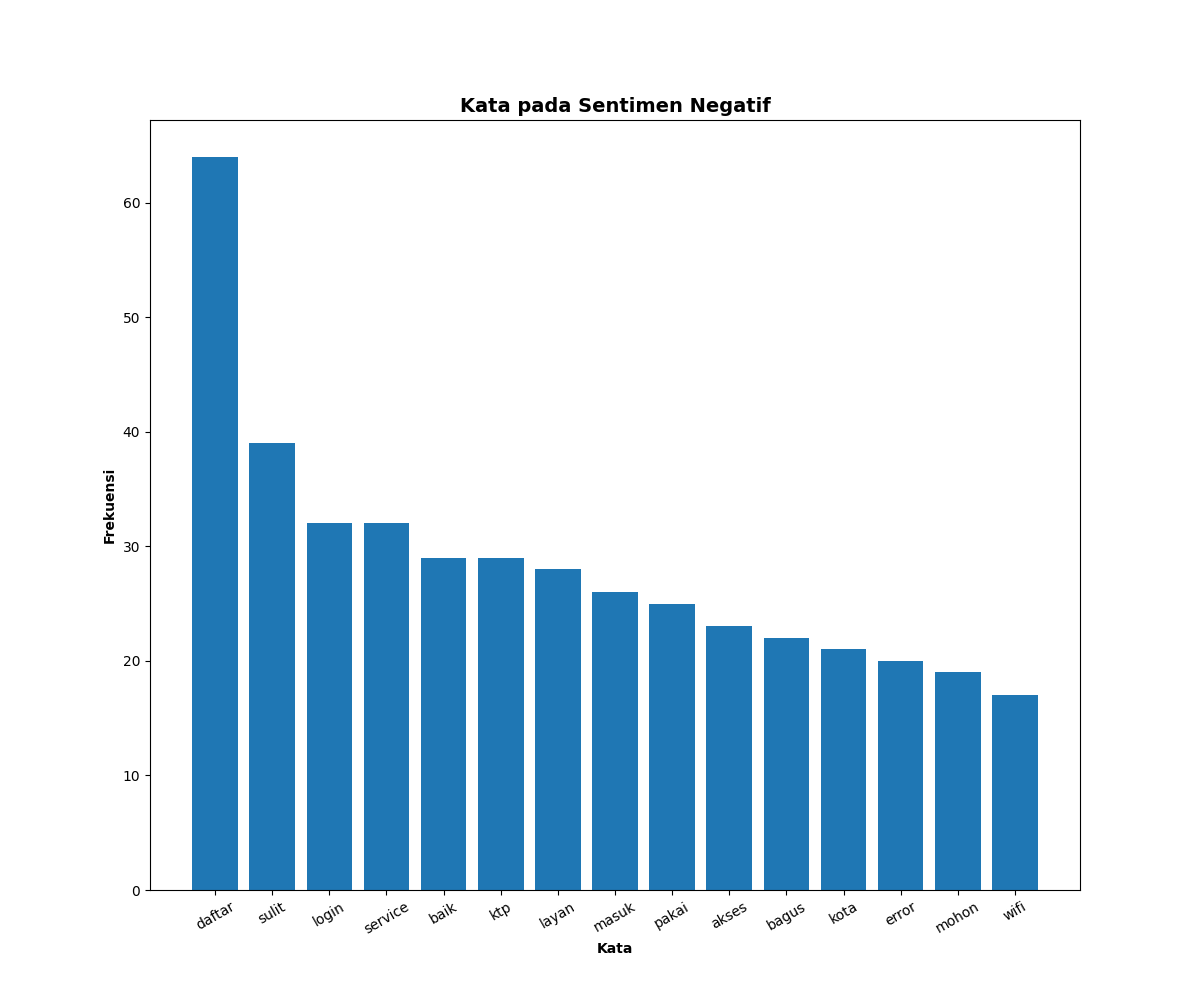 Kata pada Sentimen Negatif
60
50
40
30
20
10
0
Frekuensi
daftar
sulit
login
service
baik
ktp
layan
masuk
pakai
akses
bagus
kota
error
mohon
wifi
Kata